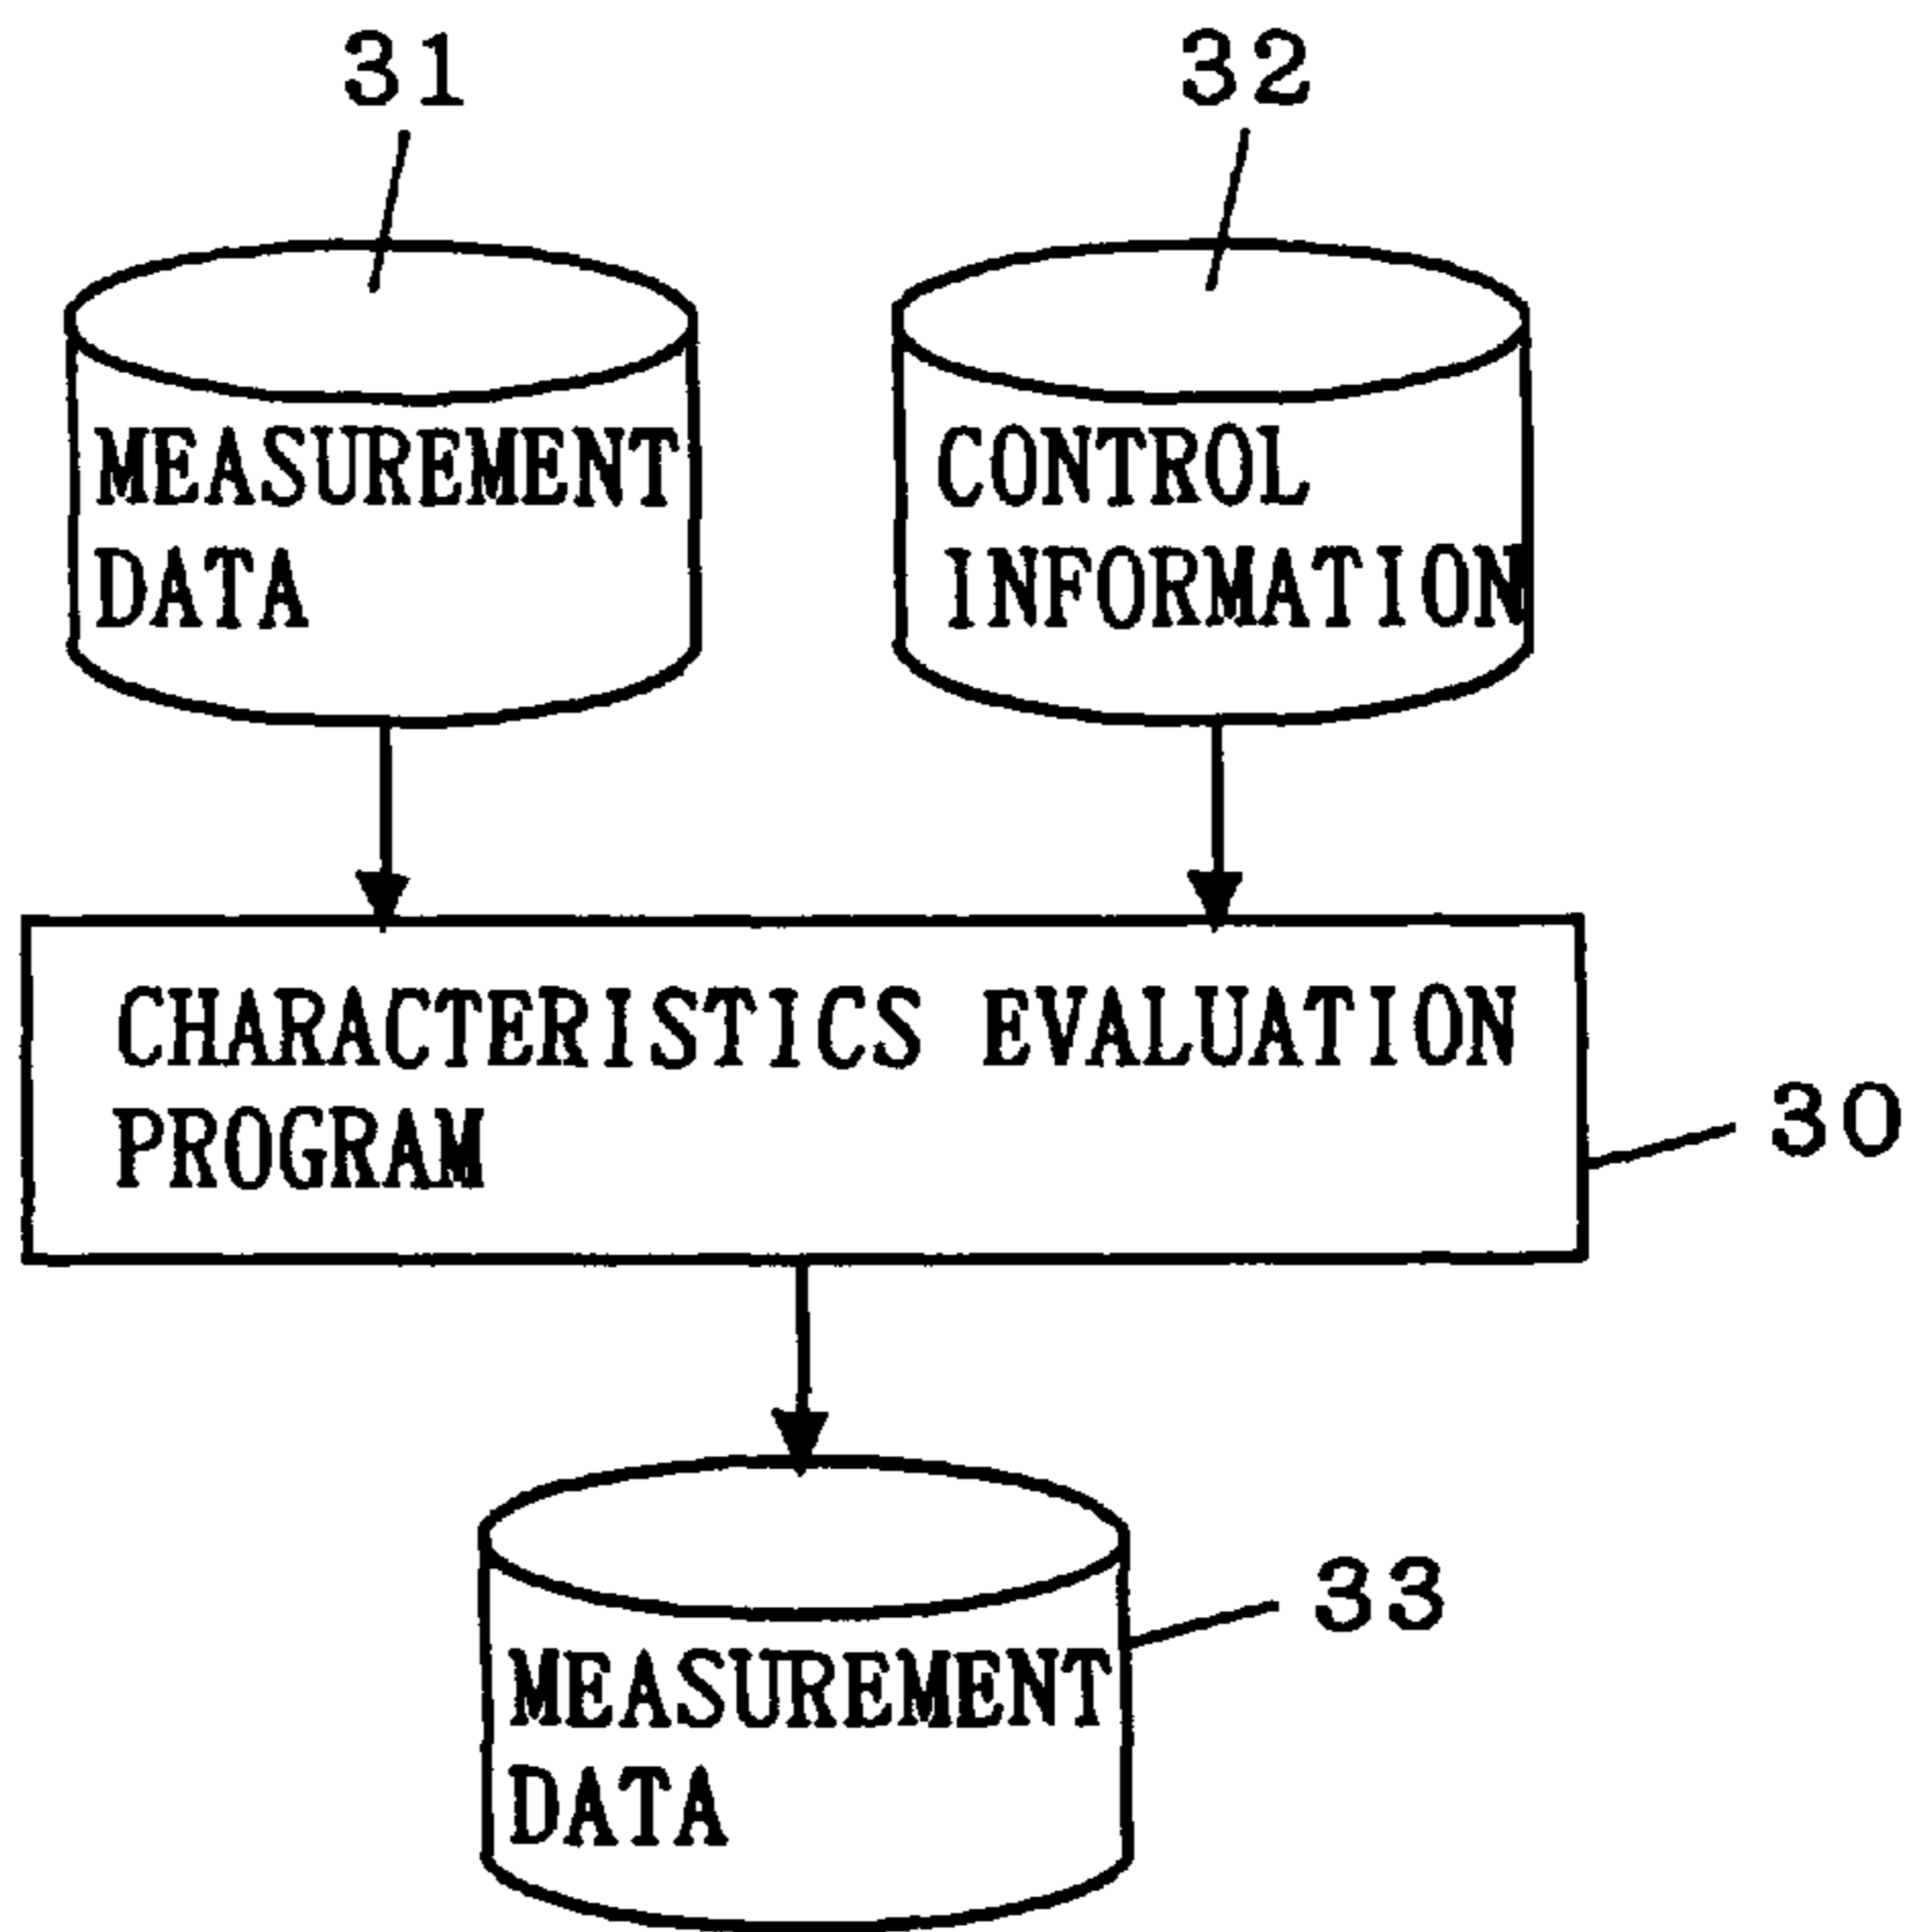 31
32
MEASUREMENT
DATA
CONTROL
INFORMATION
CHARACTERISTICS EVALUATION
PROGRAM
30
33
MEASUREMENT
DATA